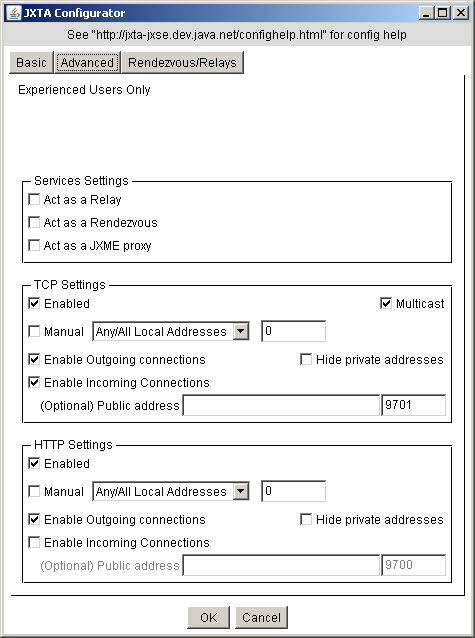 JXTA Configurator
See "http://jxta-jxse.dev.java.net/confighelp.html" for config help
Basic Advanced Rendezvous/Relays
Experienced Users Only
Services Settings
Act as a Relay
Act as a Rendezvous
Act as a JXME proxy
TCP Settings
Enabled Multicast
Manual Any/All Local Addresses 0
Enable Outgoing connections Hide private addresses
Enable Incoming Connections
(Optional) Public address 9701
HTTP Settings
Enabled
Manual Any/All Local Addresses 0
Enable Outgoing connections Hide private addresses
Enable Incoming Connections
(Optional) Public address 9700
OK Cancel